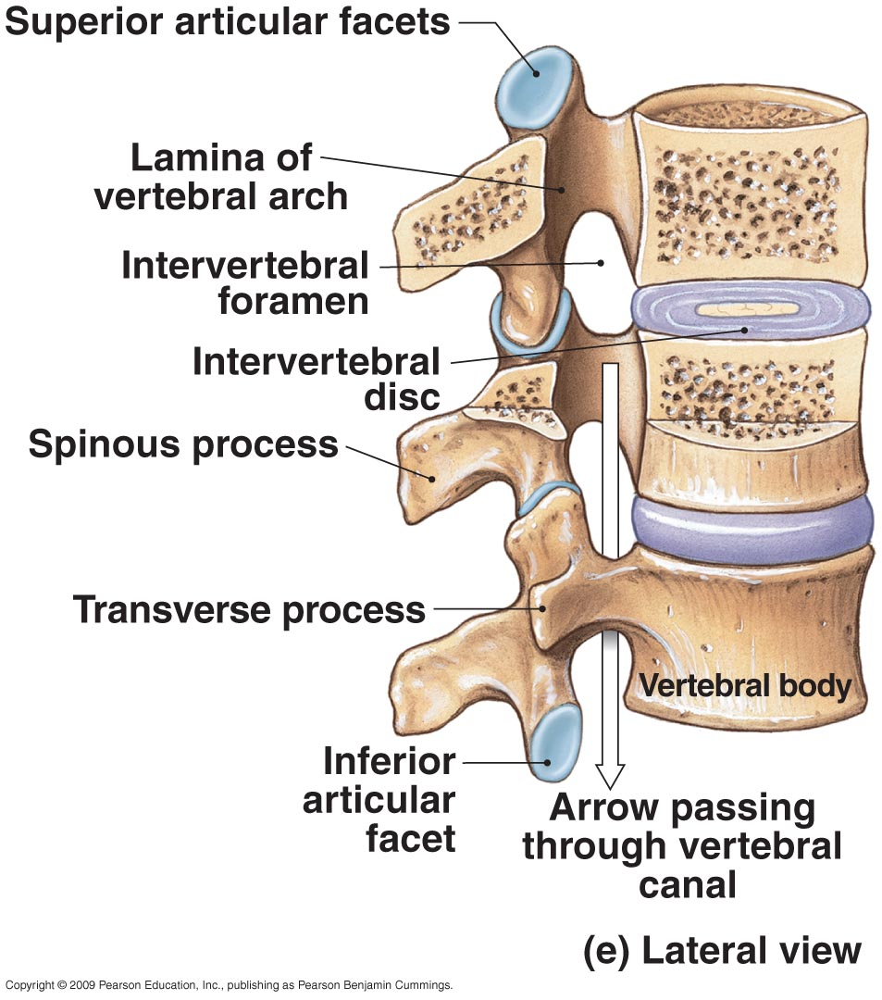 Superior articular facets
Lamina of
vertebral arch
Intervertebral
foramen
Intervertebral
disc
Spinous process
Transverse process
Vertebral body
Inferior
articular
facet
Arrow passing
through vertebral
canal
(e) Lateral view
Copyright © 2009 Pearson Education, Inc., publishing as Pearson Benjamin Cummings.